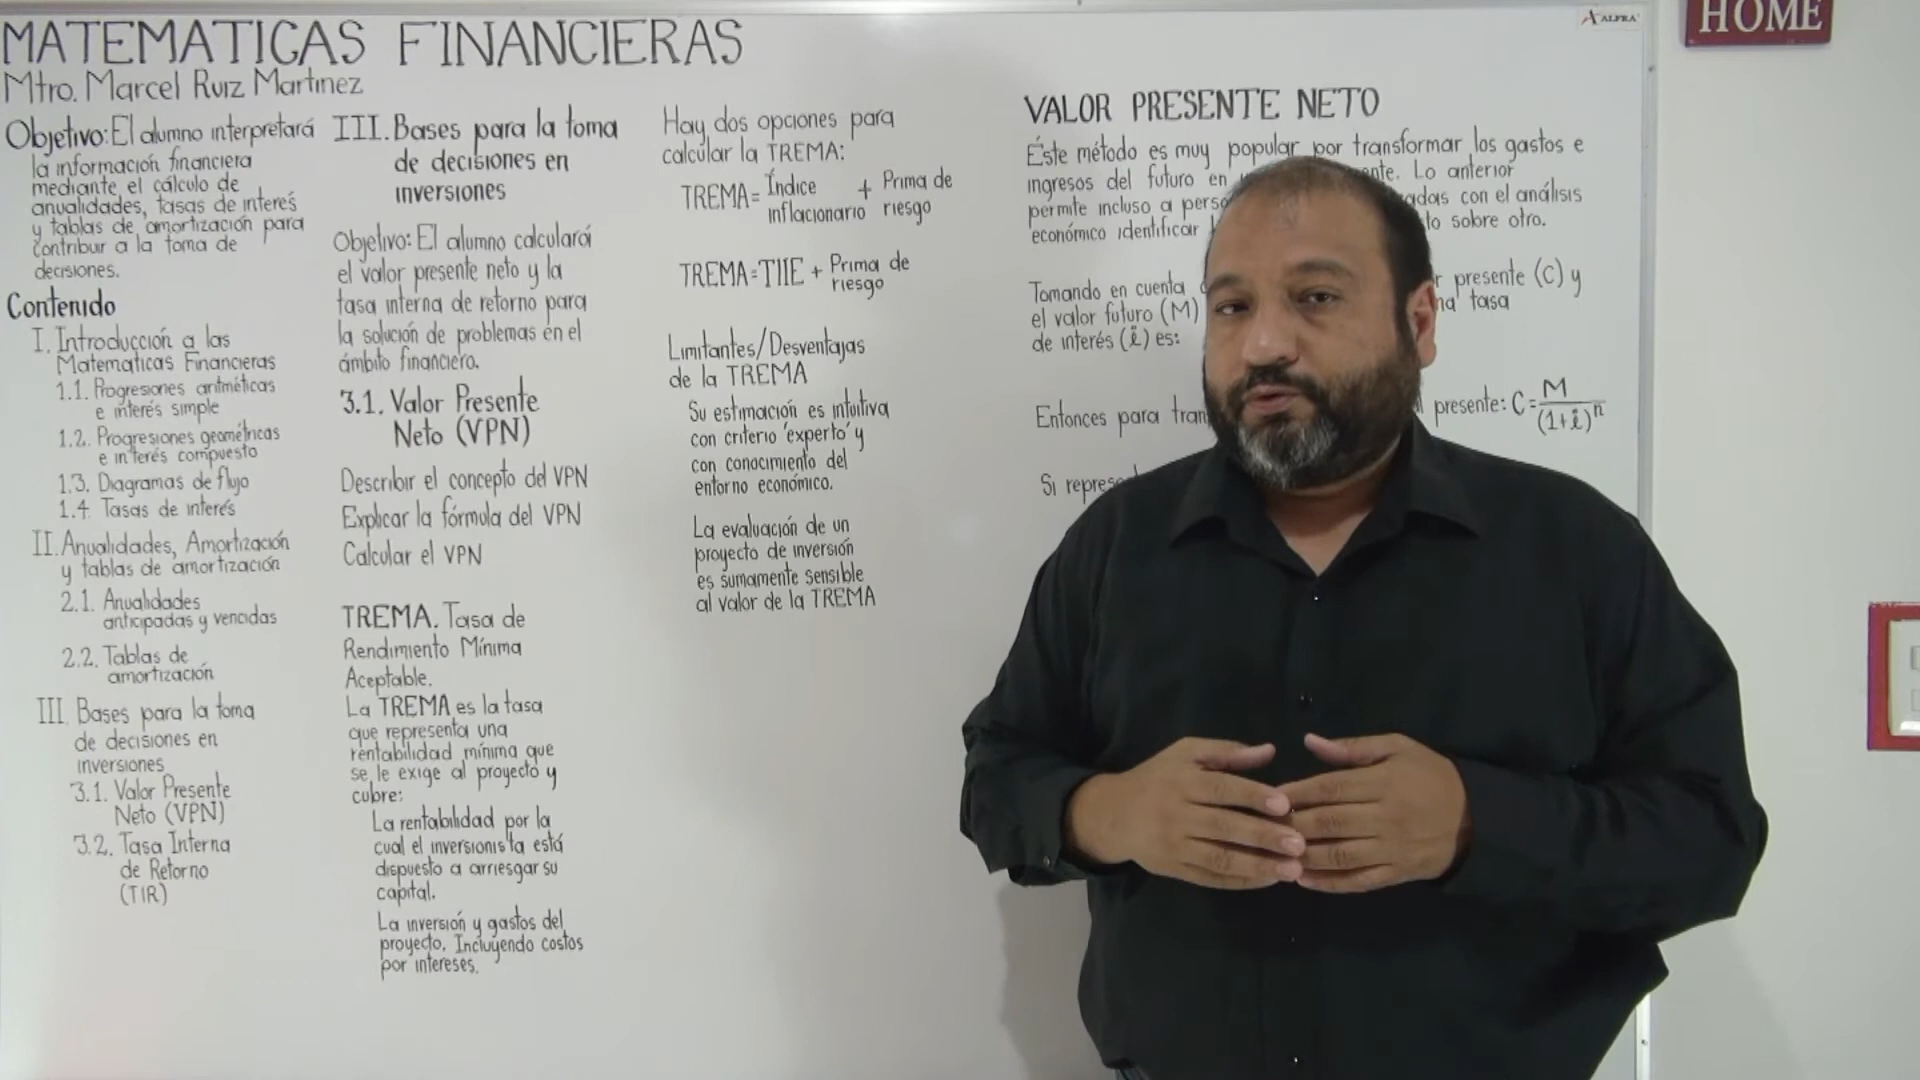 MATEMATICAS FINANCIERAS
Mtro. Marcel Ruiz Martinez
Objetivo: El alumno interpretará
la información financiera
mediante el cálculo de
anualidades, tasas de interés
y tablas de amortización para
contribuir a la toma de
decisiones.
Contenido
I. Introducción a las
Matematicas Financieras
1.1. Progresiones aritméticas
e interés simple
1.2. Progresiones geométricas
e interés compuesto
1.3. Diagramas de flujo
1.4. Tasas de interés
II. Anualidades, Amortización
y tablas de amortización
2.1. Anualidades
anticipadas y vencidas
2.2. Tablas de
amortización
III. Bases para la toma
de decisiones en
inversiones
3.1. Valor Presente
Neto (VPN)
3.2. Tasa Interna
de Retorno
(TIR)
III. Bases para la toma
de decisiones en
inversiones
Objetivo: El alumno calculará
el valor presente neto y la
tasa interna de retorno para
la solución de problemas en el
ámbito financiero.
3.1. Valor Presente
Neto (VPN)
Describir el concepto del VPN
Explicar la fórmula del VPN
Calcular el VPN
TREMA. Tasa de
Rendimiento Mínima
Aceptable.
La TREMA es la tasa
que representa una
rentabilidad mínima que
se le exige al proyecto y
cubre:
La rentabilidad por la
cual el inversionista está
dispuesto a arriesgar su
capital.
La inversión y gastos del
proyecto. Incluyendo costos
por intereses.
Hay dos opciones para
calcular la TREMA:
TREMA = Índice inflacionario + Prima de riesgo
TREMA = TIIE + Prima de riesgo
Limitantes/Desventajas
de la TREMA
Su estimación es intuitiva
con criterio 'experto' y
con conocimiento del
entorno económico.
La evaluación de un
proyecto de inversión
es sumamente sensible
al valor de la TREMA
VALOR PRESENTE NETO
Éste método es muy popular por transformar los gastos e
ingresos del futuro en Lo anterior
permite incluso a con el análisis
económico identificar sobre otro.
Tomando en cuenta presente (C) y
el valor futuro (M) tasa
de interés (i) es:
Entonces para presente: C = M/(1+i)^n
Si
ALFRA
HOME